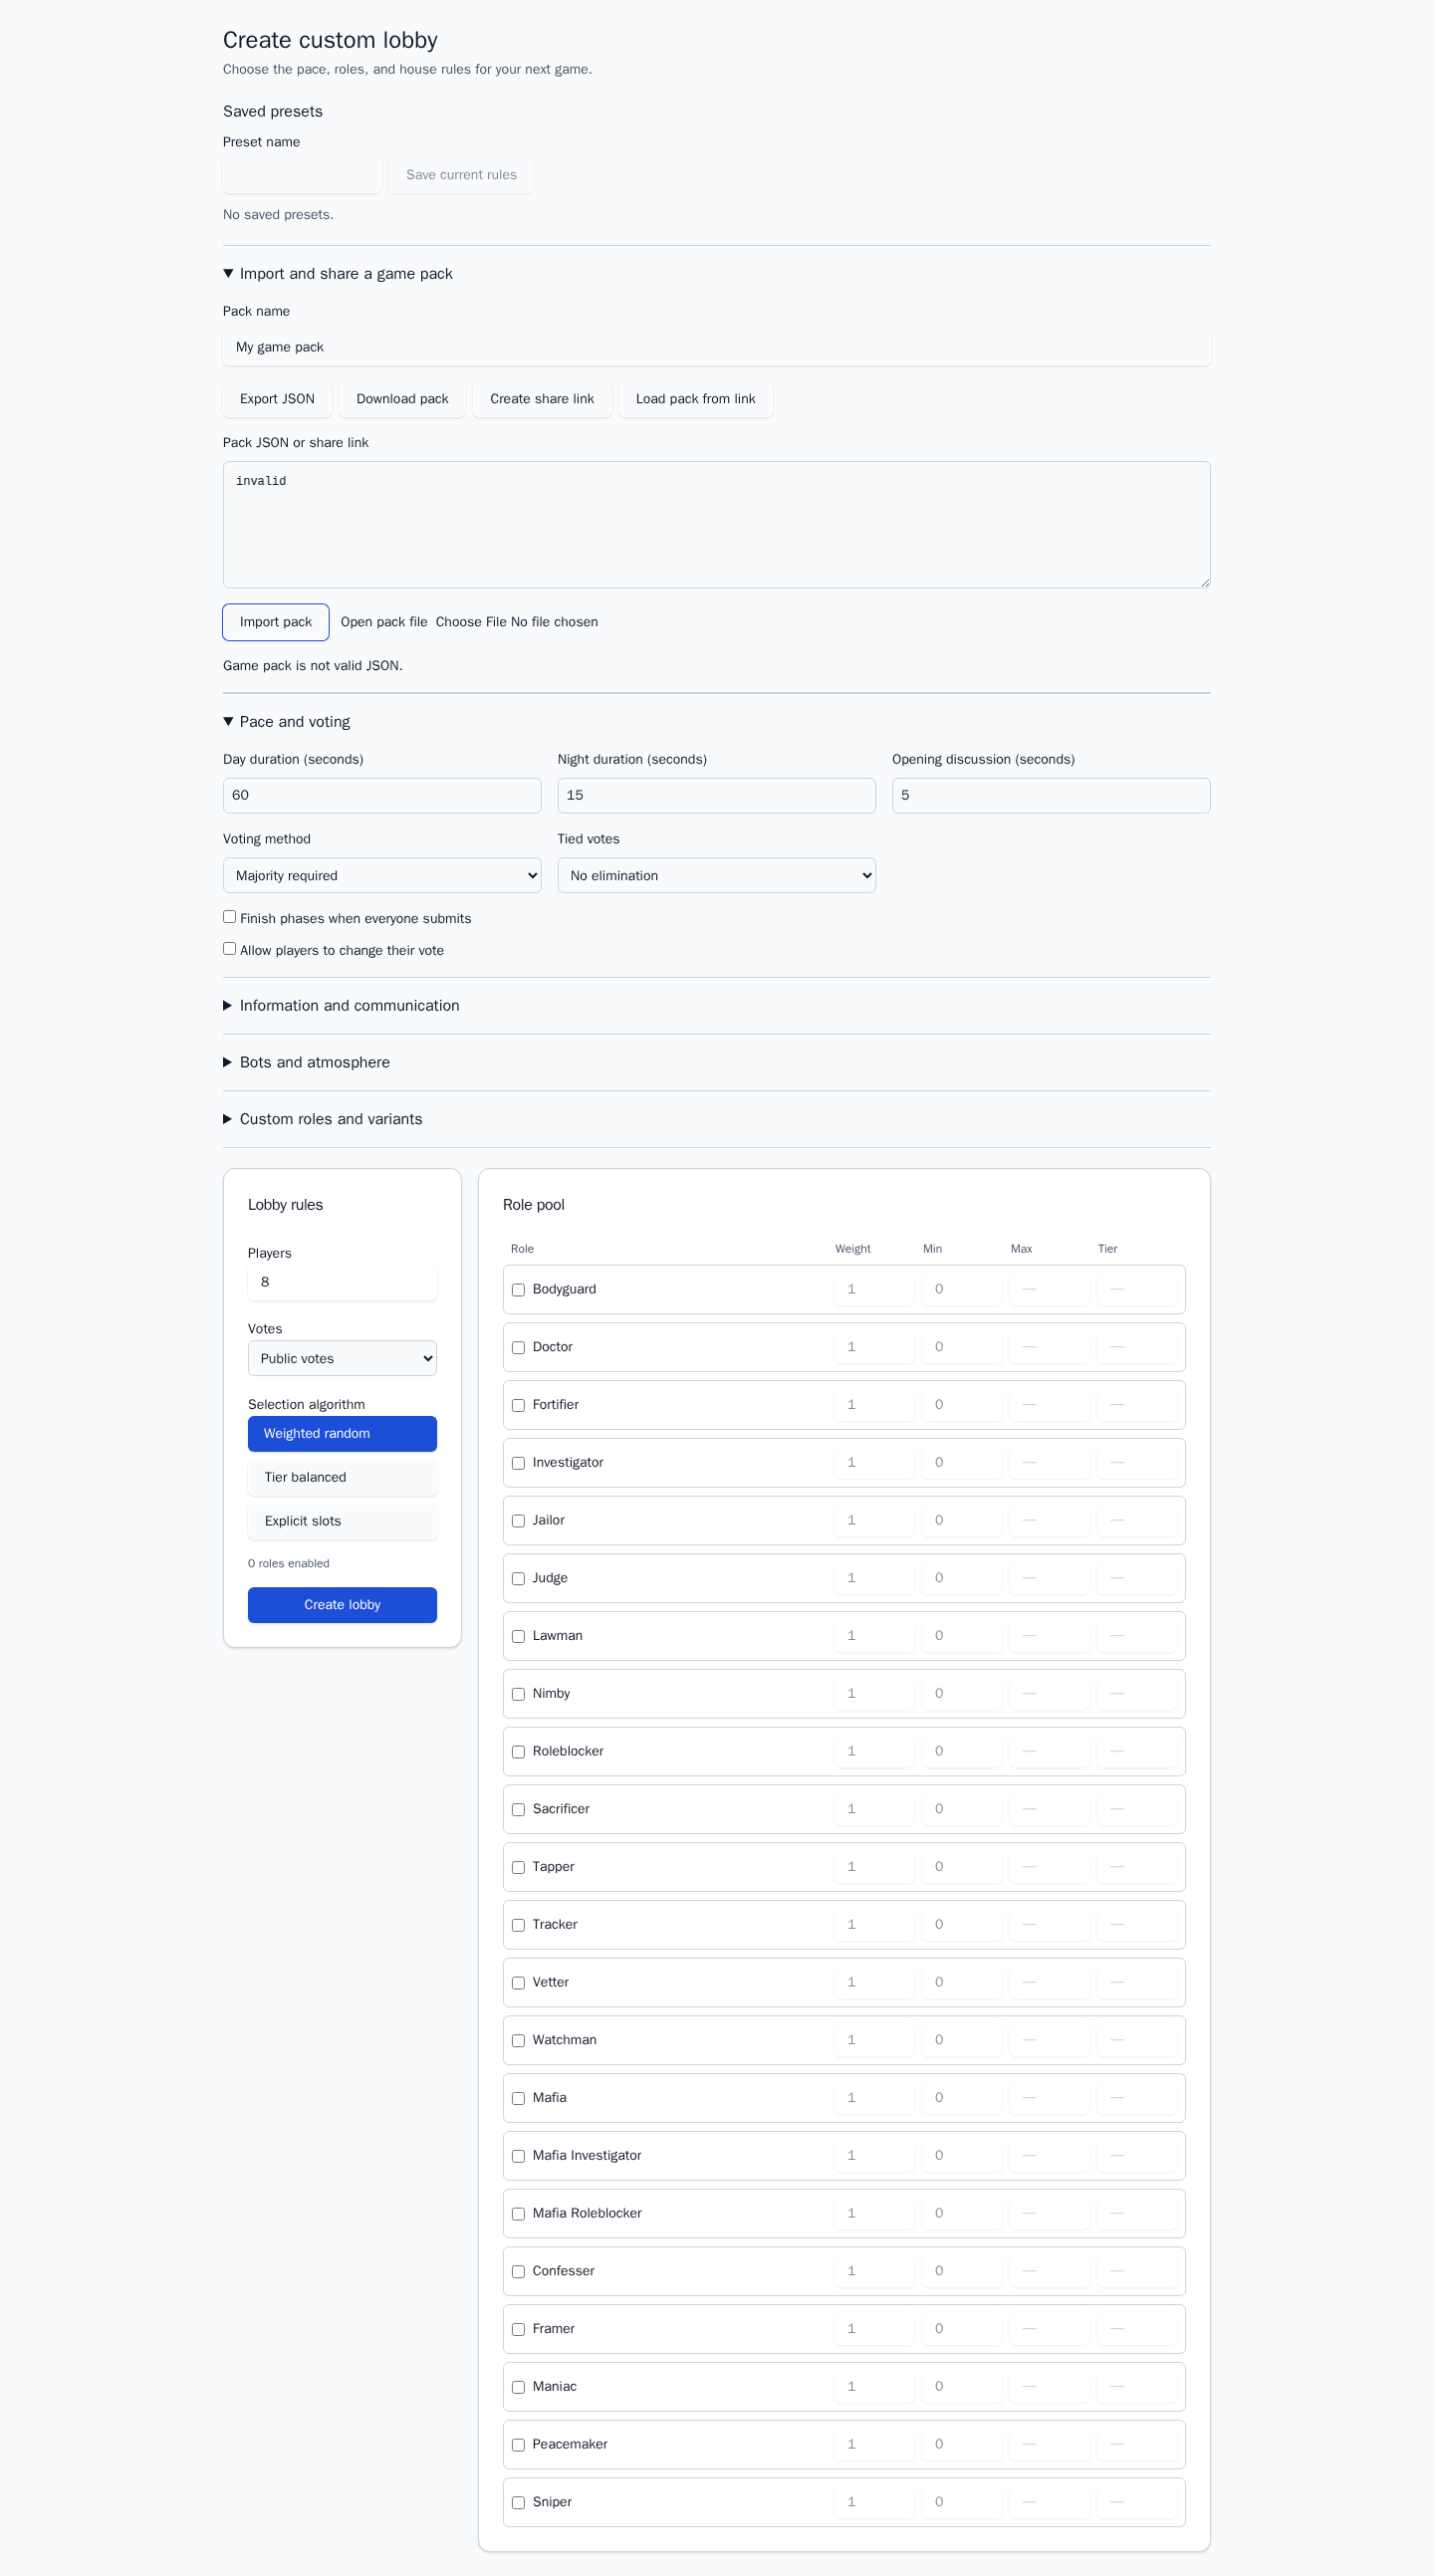 Create custom lobby
Choose the pace, roles, and house rules for your next game.
Saved presets
Preset name
Save current rules
No saved presets.
Import and share a game pack
Pack name
My game pack
Export JSON Download pack Create share link Load pack from link
Pack JSON or share link
invalid
Import pack Open pack file Choose File No file chosen
Game pack is not valid JSON.
Pace and voting
Day duration (seconds) Night duration (seconds) Opening discussion (seconds)
60 15 5
Voting method Tied votes
Majority required No elimination
Finish phases when everyone submits
Allow players to change their vote
Information and communication
Bots and atmosphere
Custom roles and variants
Lobby rules
Players
8
Votes
Public votes
Selection algorithm
Weighted random
Tier balanced
Explicit slots
0 roles enabled
Create lobby
Role pool
Role Weight Min Max Tier
Bodyguard 1 0 — —
Doctor 1 0 — —
Fortifier 1 0 — —
Investigator 1 0 — —
Jailor 1 0 — —
Judge 1 0 — —
Lawman 1 0 — —
Nimby 1 0 — —
Roleblocker 1 0 — —
Sacrificer 1 0 — —
Tapper 1 0 — —
Tracker 1 0 — —
Vetter 1 0 — —
Watchman 1 0 — —
Mafia 1 0 — —
Mafia Investigator 1 0 — —
Mafia Roleblocker 1 0 — —
Confesser 1 0 — —
Framer 1 0 — —
Maniac 1 0 — —
Peacemaker 1 0 — —
Sniper 1 0 — —